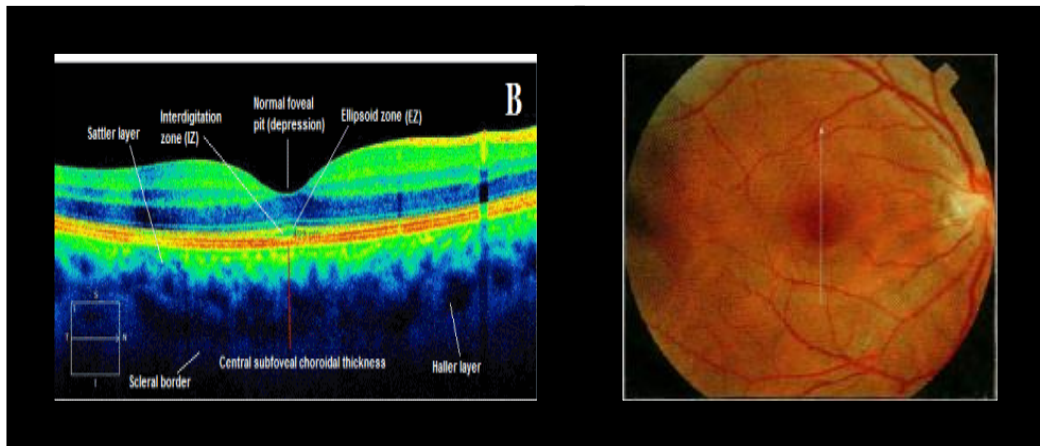 B
Normal foveal
pit (depression)
Interdigitation
zone (IZ)
Ellipsoid zone (EZ)
Sattler layer
S
T
N
I
Central subfoveal choroidal thickness
Haller layer
Scleral border